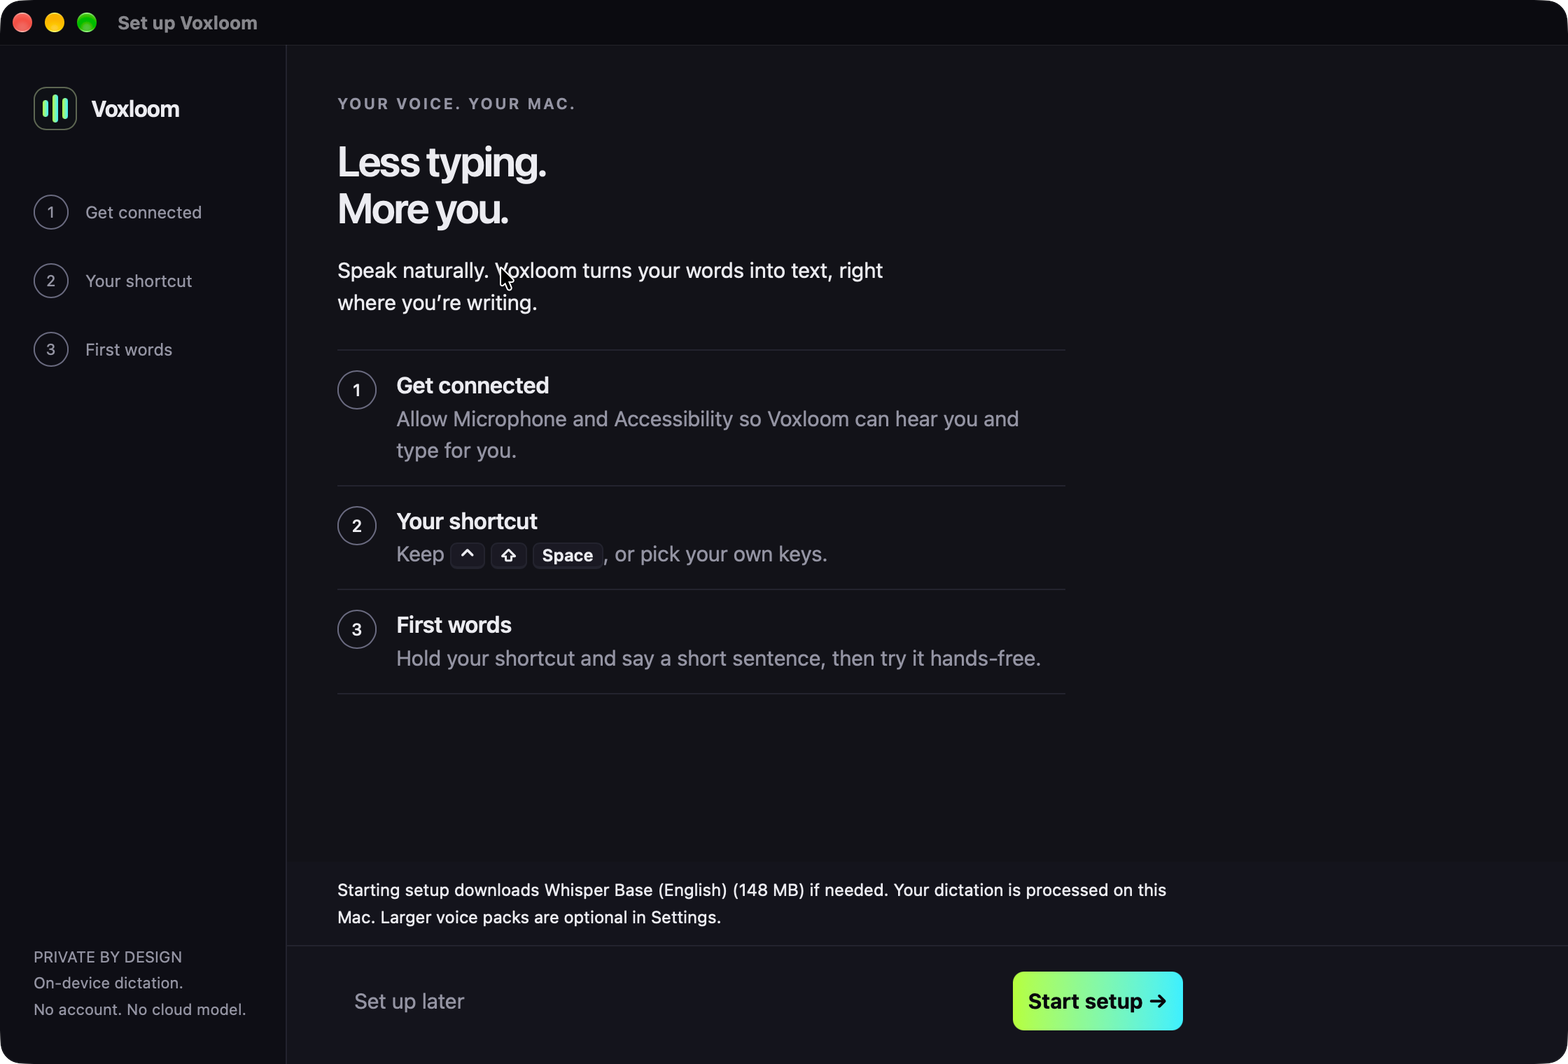 Set up Voxloom
Voxloom
1 Get connected
2 Your shortcut
3 First words
PRIVATE BY DESIGN
On-device dictation.
No account. No cloud model.
YOUR VOICE. YOUR MAC.
Less typing.
More you.
Speak naturally. Voxloom turns your words into text, right
where you’re writing.
1 Get connected
Allow Microphone and Accessibility so Voxloom can hear you and
type for you.
2 Your shortcut
Keep ^ ⇧ Space, or pick your own keys.
3 First words
Hold your shortcut and say a short sentence, then try it hands-free.
Starting setup downloads Whisper Base (English) (148 MB) if needed. Your dictation is processed on this
Mac. Larger voice packs are optional in Settings.
Set up later
Start setup →